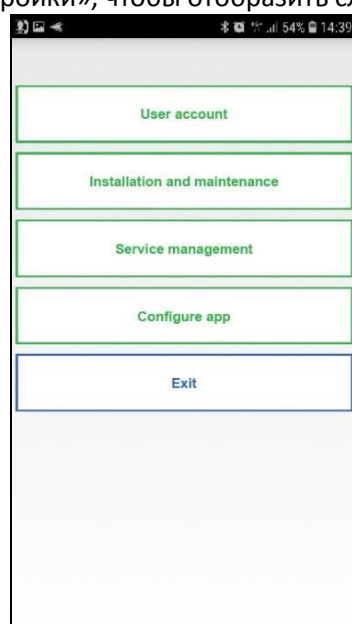 ройки», чтобы отобразить сл
54% 14:39
User account
Installation and maintenance
Service management
Configure app
Exit